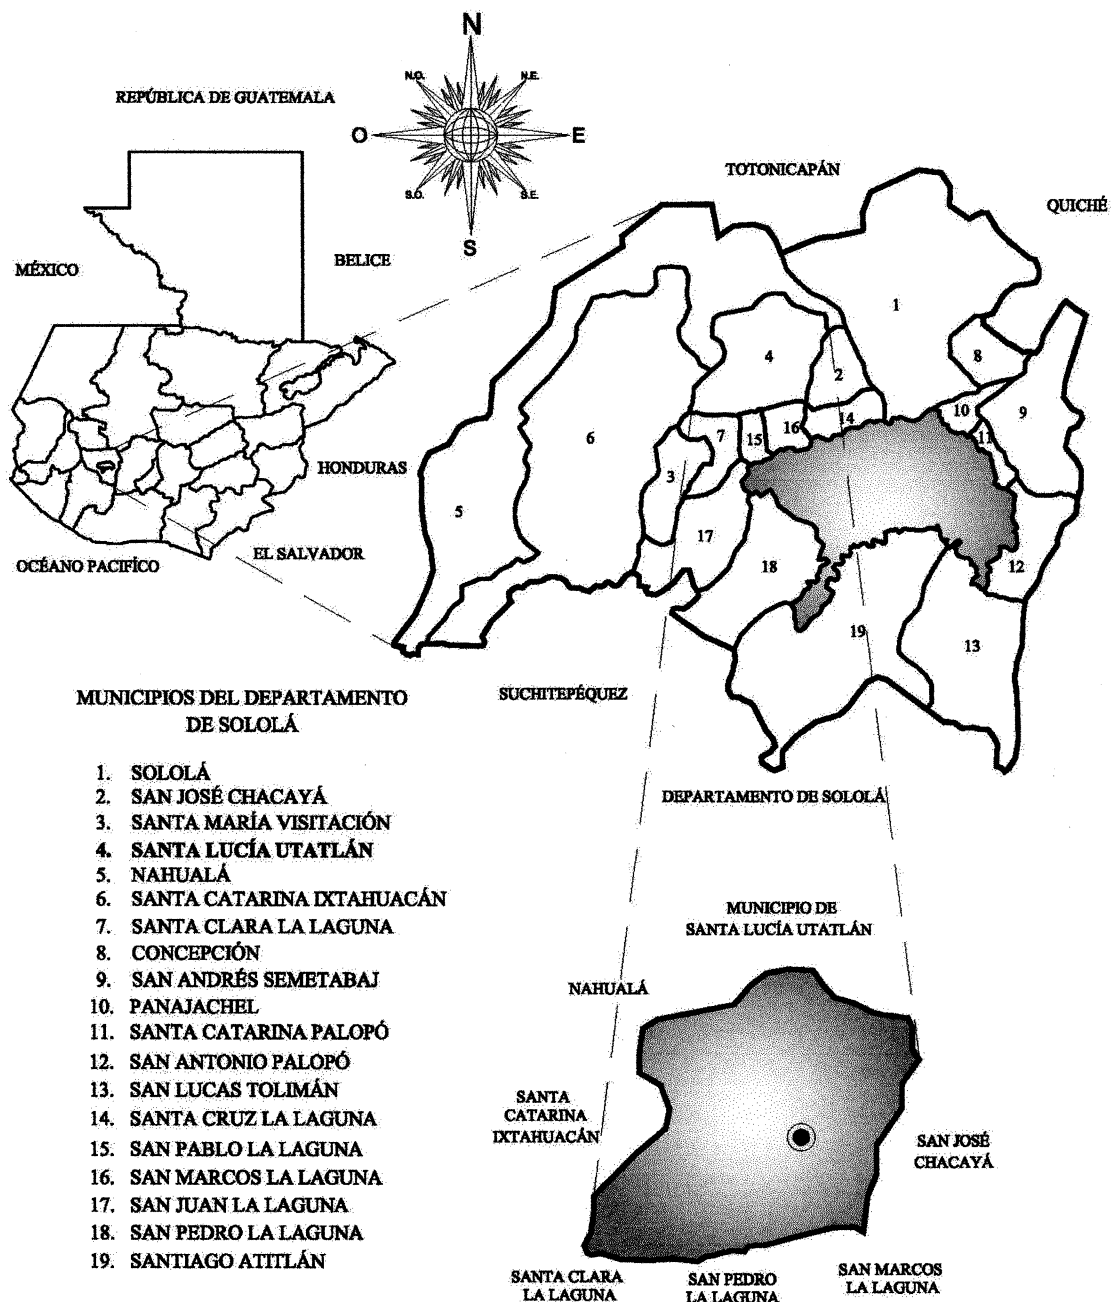 N
N.O.
N.E.
REPÚBLICA DE GUATEMALA
O
E
S.O.
S.E.
S
TOTONICAPÁN
QUICHÉ
MÉXICO
BELICE
HONDURAS
EL SALVADOR
OCÉANO PACIFÍCO
1
2
3
4
5
6
7
8
9
10
11
12
13
14
15
16
17
18
19
SUCHITEPÉQUEZ
DEPARTAMENTO DE SOLOLÁ
MUNICIPIOS DEL DEPARTAMENTO
DE SOLOLÁ
1. SOLOLÁ
2. SAN JOSÉ CHACAYÁ
3. SANTA MARÍA VISITACIÓN
4. SANTA LUCÍA UTATLÁN
5. NAHUALÁ
6. SANTA CATARINA IXTAHUACÁN
7. SANTA CLARA LA LAGUNA
8. CONCEPCIÓN
9. SAN ANDRÉS SEMETABAJ
10. PANAJACHEL
11. SANTA CATARINA PALOPÓ
12. SAN ANTONIO PALOPÓ
13. SAN LUCAS TOLIMÁN
14. SANTA CRUZ LA LAGUNA
15. SAN PABLO LA LAGUNA
16. SAN MARCOS LA LAGUNA
17. SAN JUAN LA LAGUNA
18. SAN PEDRO LA LAGUNA
19. SANTIAGO ATITLÁN
MUNICIPIO DE
SANTA LUCÍA UTATLÁN
NAHUALÁ
SANTA
CATARINA
IXTAHUACÁN
SAN JOSÉ
CHACAYÁ
SANTA CLARA
LA LAGUNA
SAN PEDRO
LA LAGUNA
SAN MARCOS
LA LAGUNA